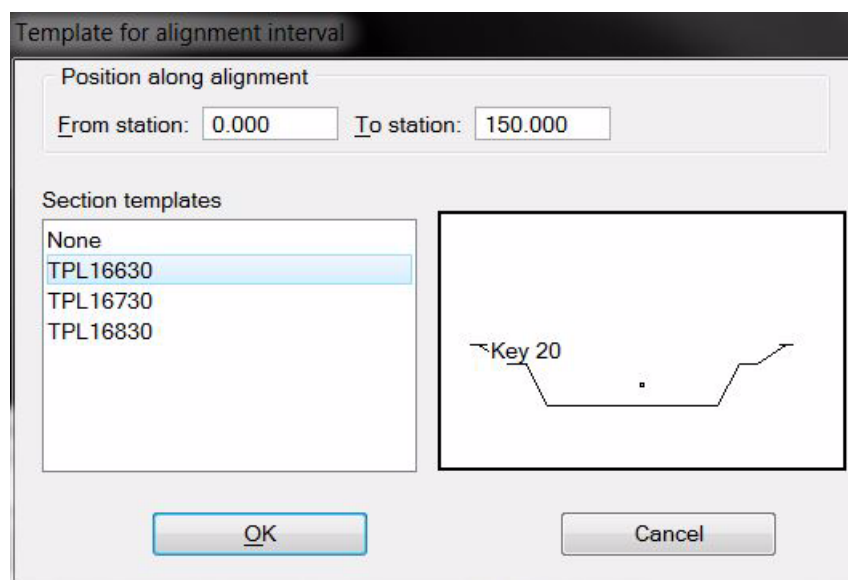 Template for alignment interval
Position along alignment
From station: 0.000 To station: 150.000
Section templates
None
TPL16630
TPL16730
TPL16830
Key 20
OK Cancel